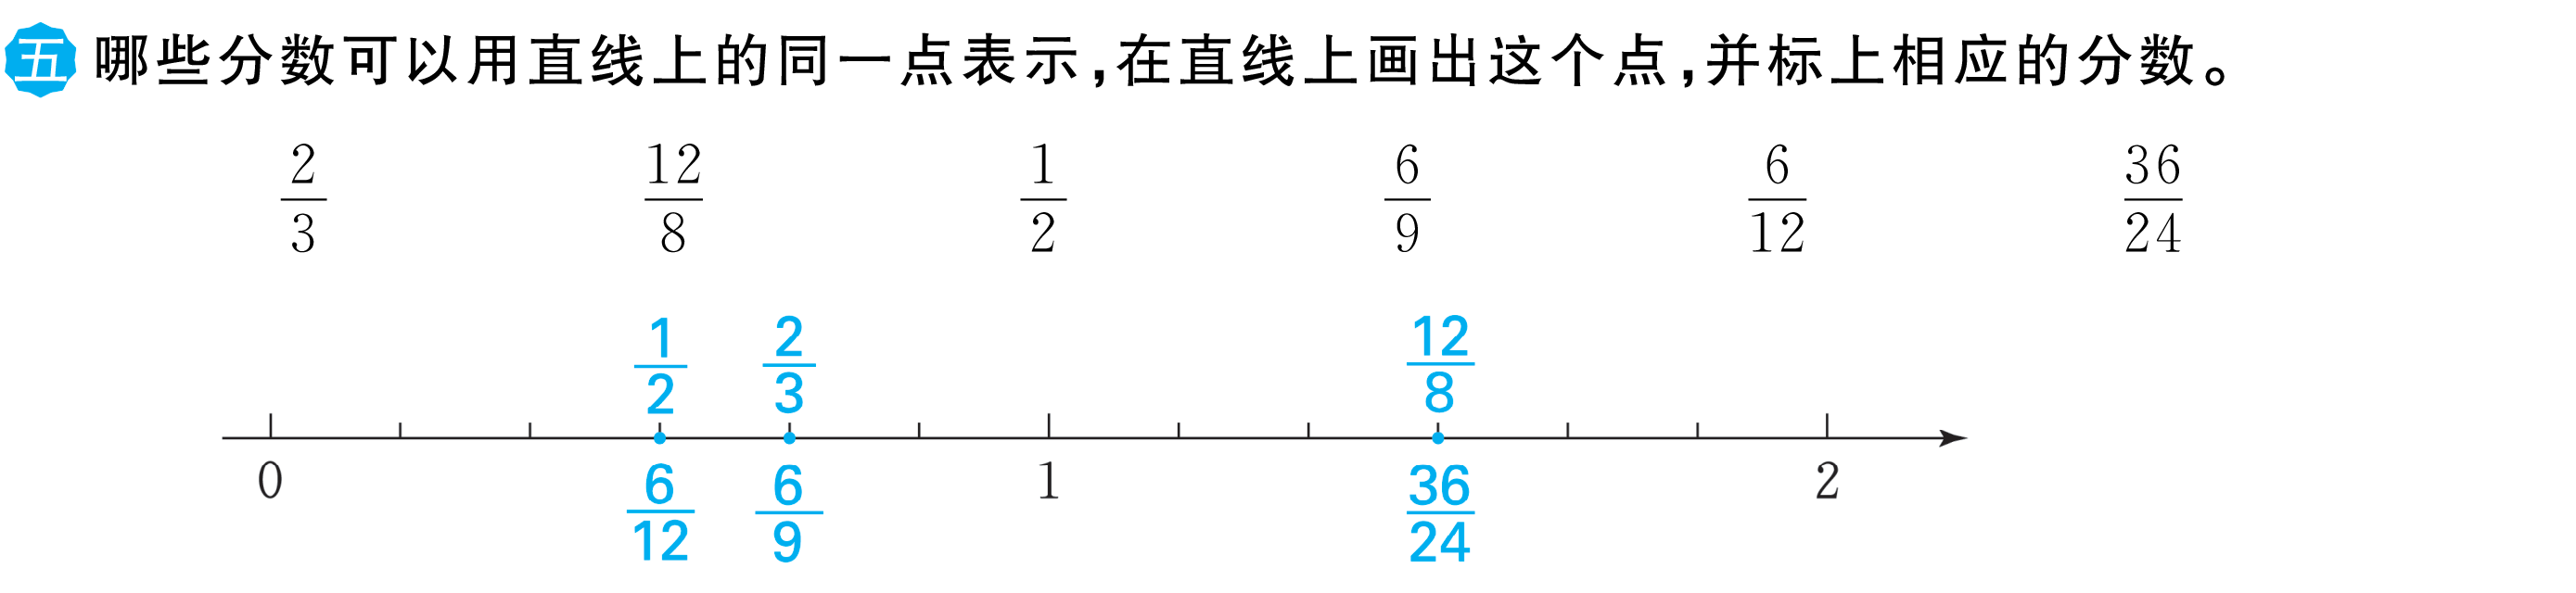 五 哪些分数可以用直线上的同一点表示,在直线上画出这个点,并标上相应的分数。
2/3 12/8 1/2 6/9 6/12 36/24
1/2 2/3 12/8
0 1 2
6/12 6/9 36/24